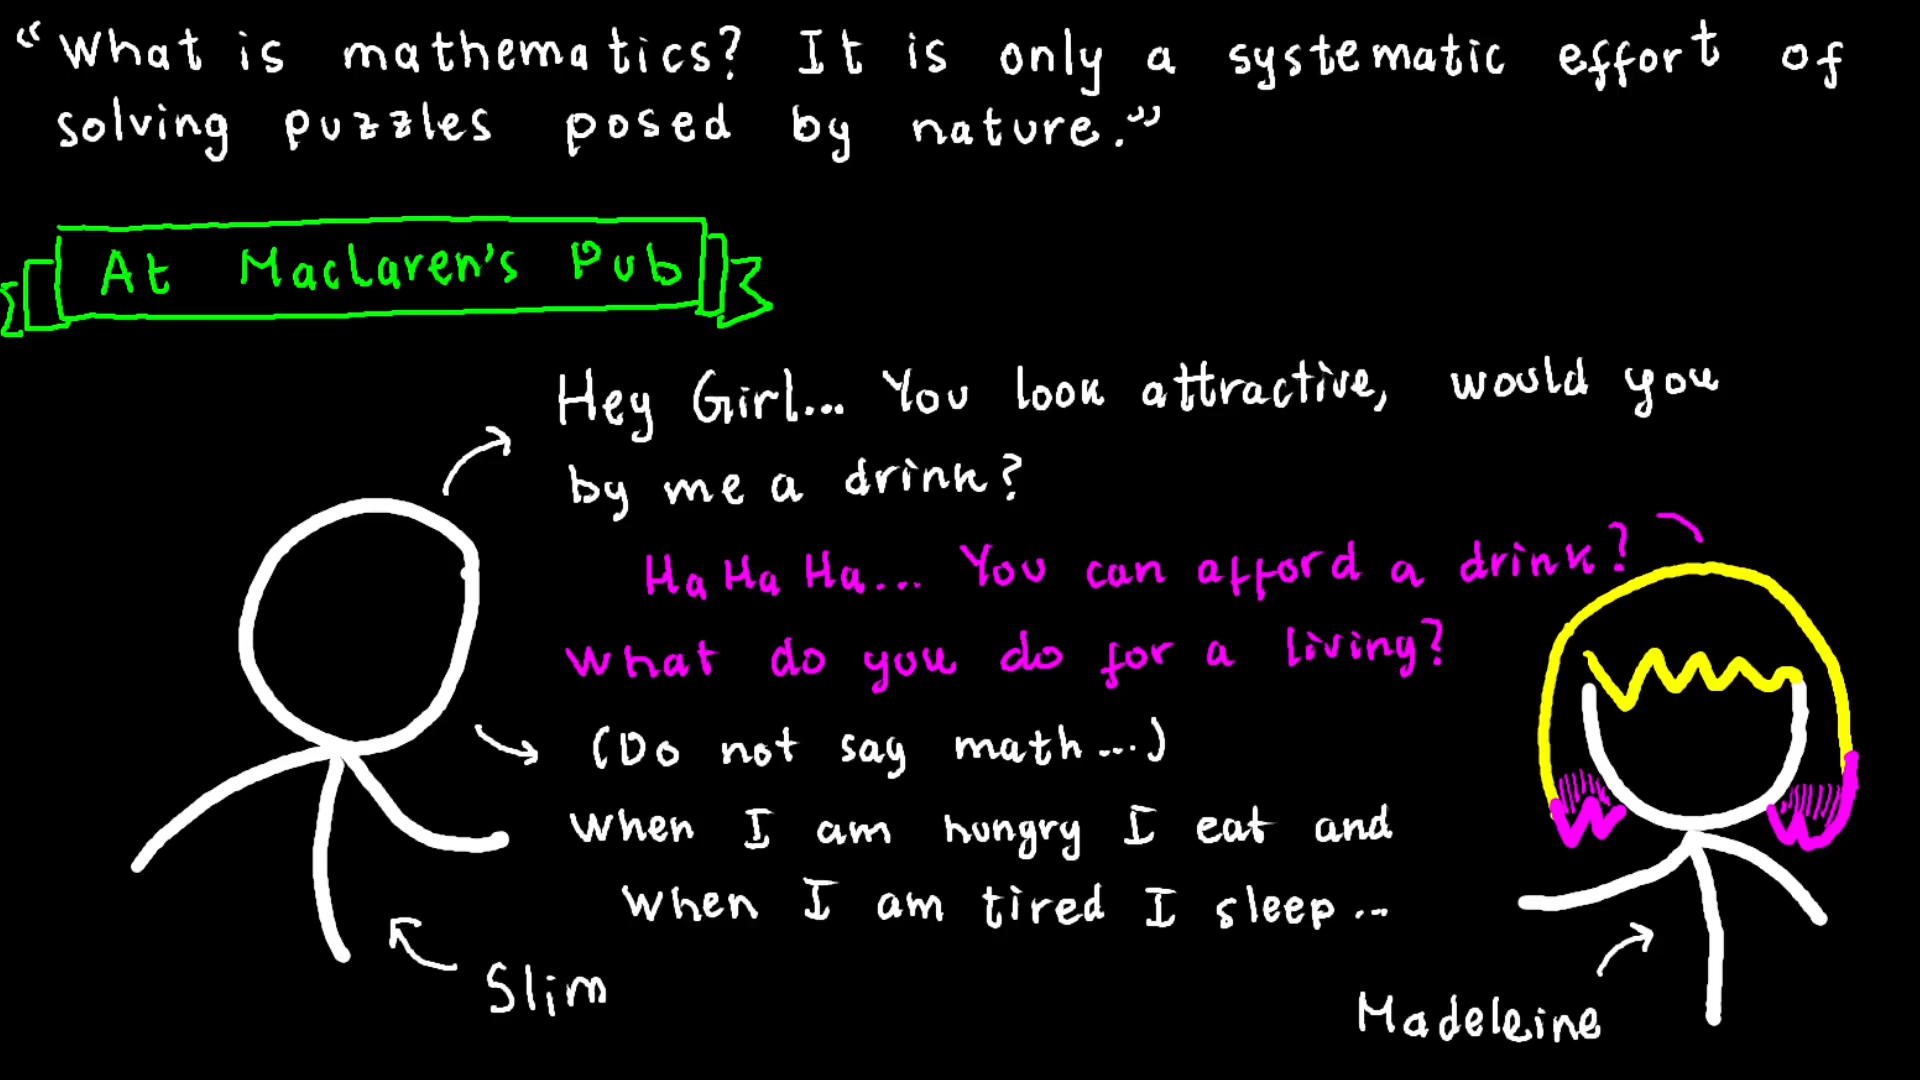 “What is mathematics? It is only a systematic effort of
solving puzzles posed by nature.”
At MacLaren's Pub
Hey Girl... You look attractive, would you
by me a drink?
Ha Ha Ha... You can afford a drink?
What do you do for a living?
(Do not say math...)
When I am hungry I eat and
When I am tired I sleep...
Slim
Madeleine